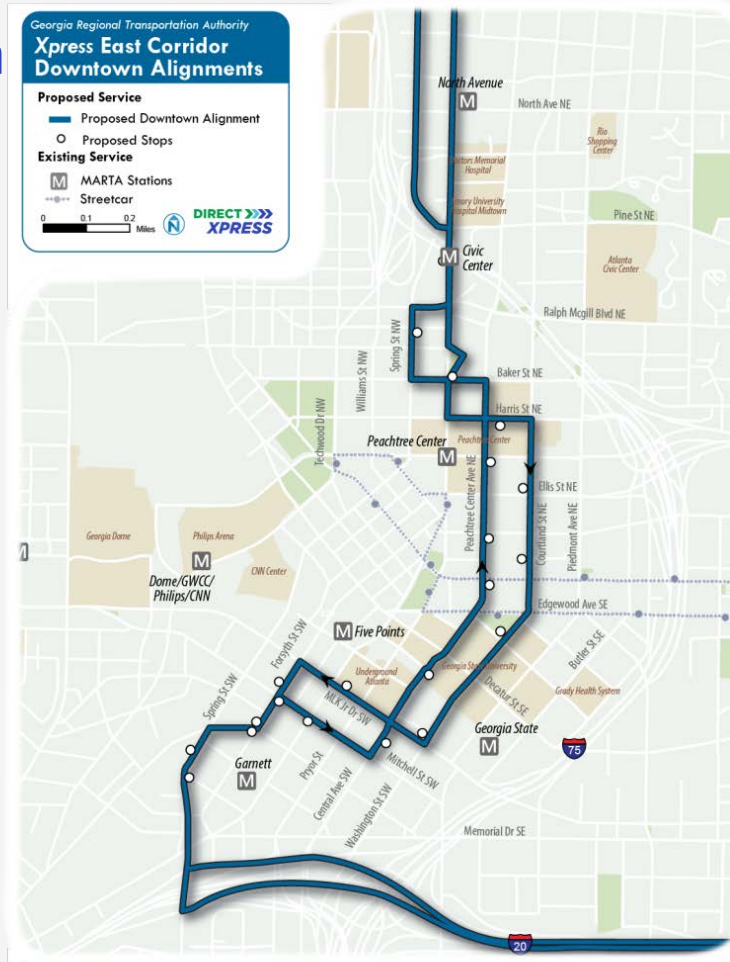 Georgia Regional Transportation Authority
Xpress East Corridor
Downtown Alignments
Proposed Service
Proposed Downtown Alignment
Proposed Stops
Existing Service
M
MARTA Stations
Streetcar
0 0.1 0.2
Miles
N
DIRECT
XPRESS
North Avenue
M
North Ave NE
Rio
Shopping
Center
tors Memorial
Hospital
ory University
ospital Midtown
Pine St NE
M
Civic
Center
Atlanta
Civic Center
Ralph Mcgill Blvd NE
Spring St NW
Williams St NW
Baker St NE
Harris St NE
Techwood Dr NW
Peachtree Center
M
Peachtree Center
Peachtree Center Ave NE
Ellis St NE
Courtland St NE
Piedmont Ave NE
Georgia Dome
Philips Arena
CNN Center
M
Dome/GWCC/
Philips/CNN
Edgewood Ave SE
M
Five Points
Forsyth St SW
Underground
Atlanta
Georgia State University
Butler St SE
Decatur St SE
Grady Health System
Spring St SW
MLK Jr Dr SW
Georgia State
M
75
Garnett
M
Pryor St
Central Ave SW
Mitchell St SW
Washington St SW
Memorial Dr SE
20